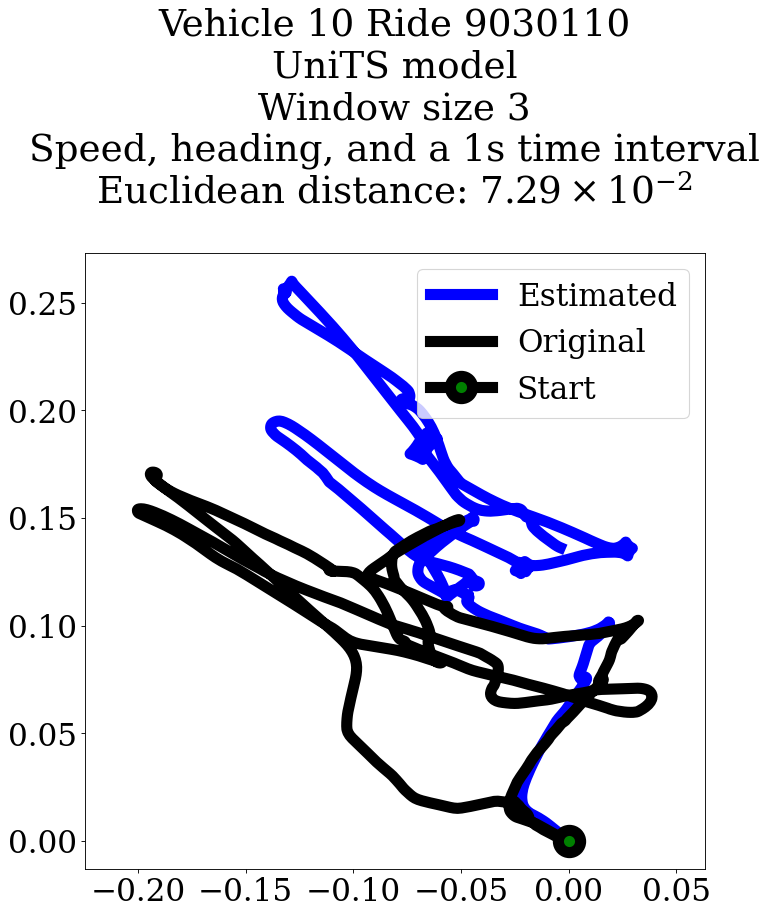 Vehicle 10 Ride 9030110
UniTS model
Window size 3
Speed, heading, and a 1s time interval
Euclidean distance: 7.29 × 10⁻²
Estimated
Original
Start
0.25
0.20
0.15
0.10
0.05
0.00
−0.20 −0.15 −0.10 −0.05 0.00 0.05